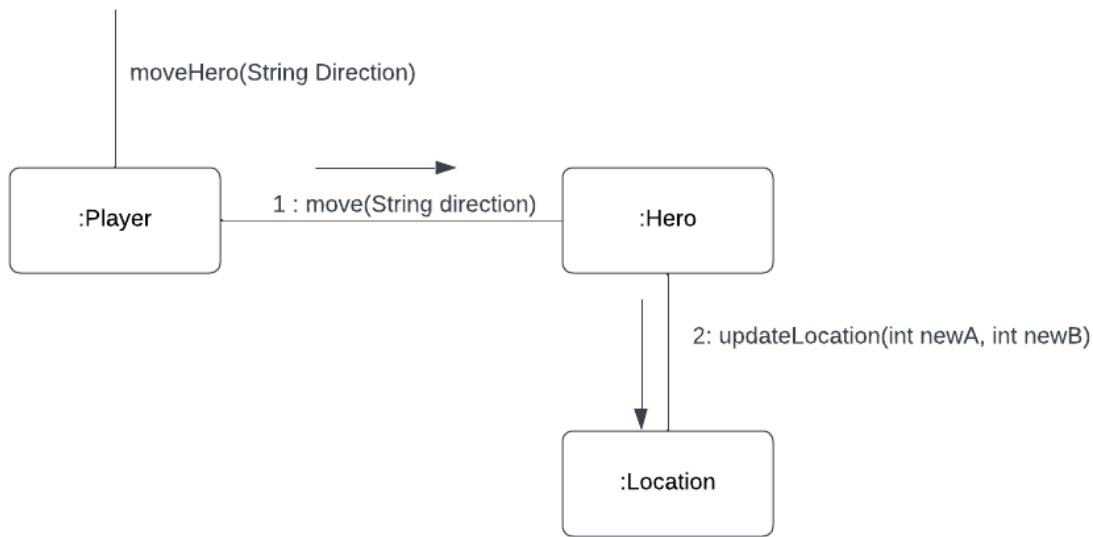 moveHero(String Direction)
:Player
1 : move(String direction)
:Hero
2: updateLocation(int newA, int newB)
:Location